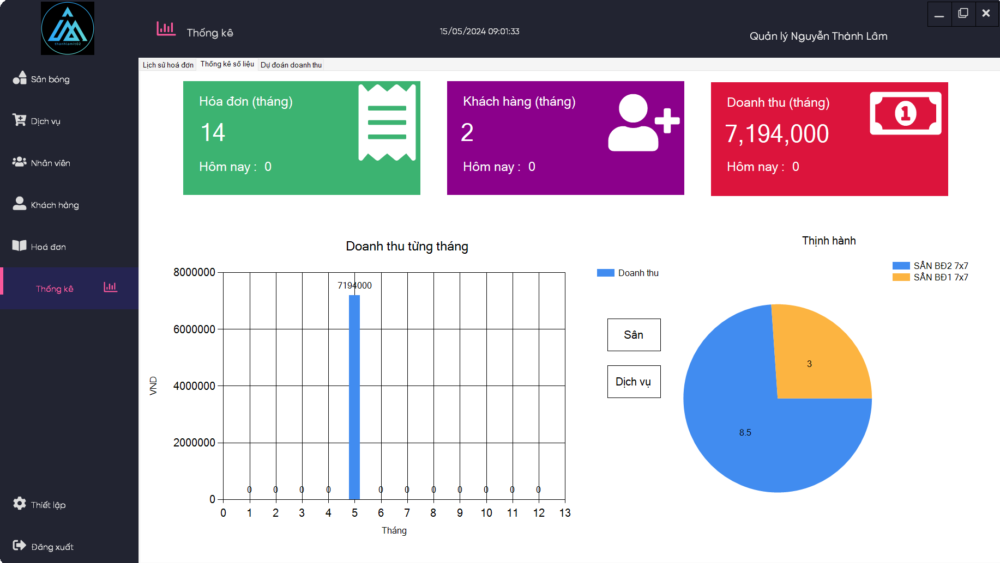 thanhlamit02
Thống kê
15/05/2024 09:01:33
Quản lý Nguyễn Thành Lâm
Sân bóng
Dịch vụ
Nhân viên
Khách hàng
Hoá đơn
Thống kê
Thiết lập
Đăng xuất
Lịch sử hoá đơn
Thống kê số liệu
Dự đoán doanh thu
Hóa đơn (tháng)
14
Hôm nay : 0
Khách hàng (tháng)
2
Hôm nay : 0
Doanh thu (tháng)
7,194,000
Hôm nay : 0
1
Doanh thu từng tháng
8000000
6000000
4000000
2000000
0
VND
7194000
0 0 0 0 0 0 0 0 0 0 0
0 1 2 3 4 5 6 7 8 9 10 11 12 13
Tháng
Doanh thu
Sân
Dịch vụ
Thịnh hành
SÂN BĐ2 7x7
SÂN BĐ1 7x7
3
8.5